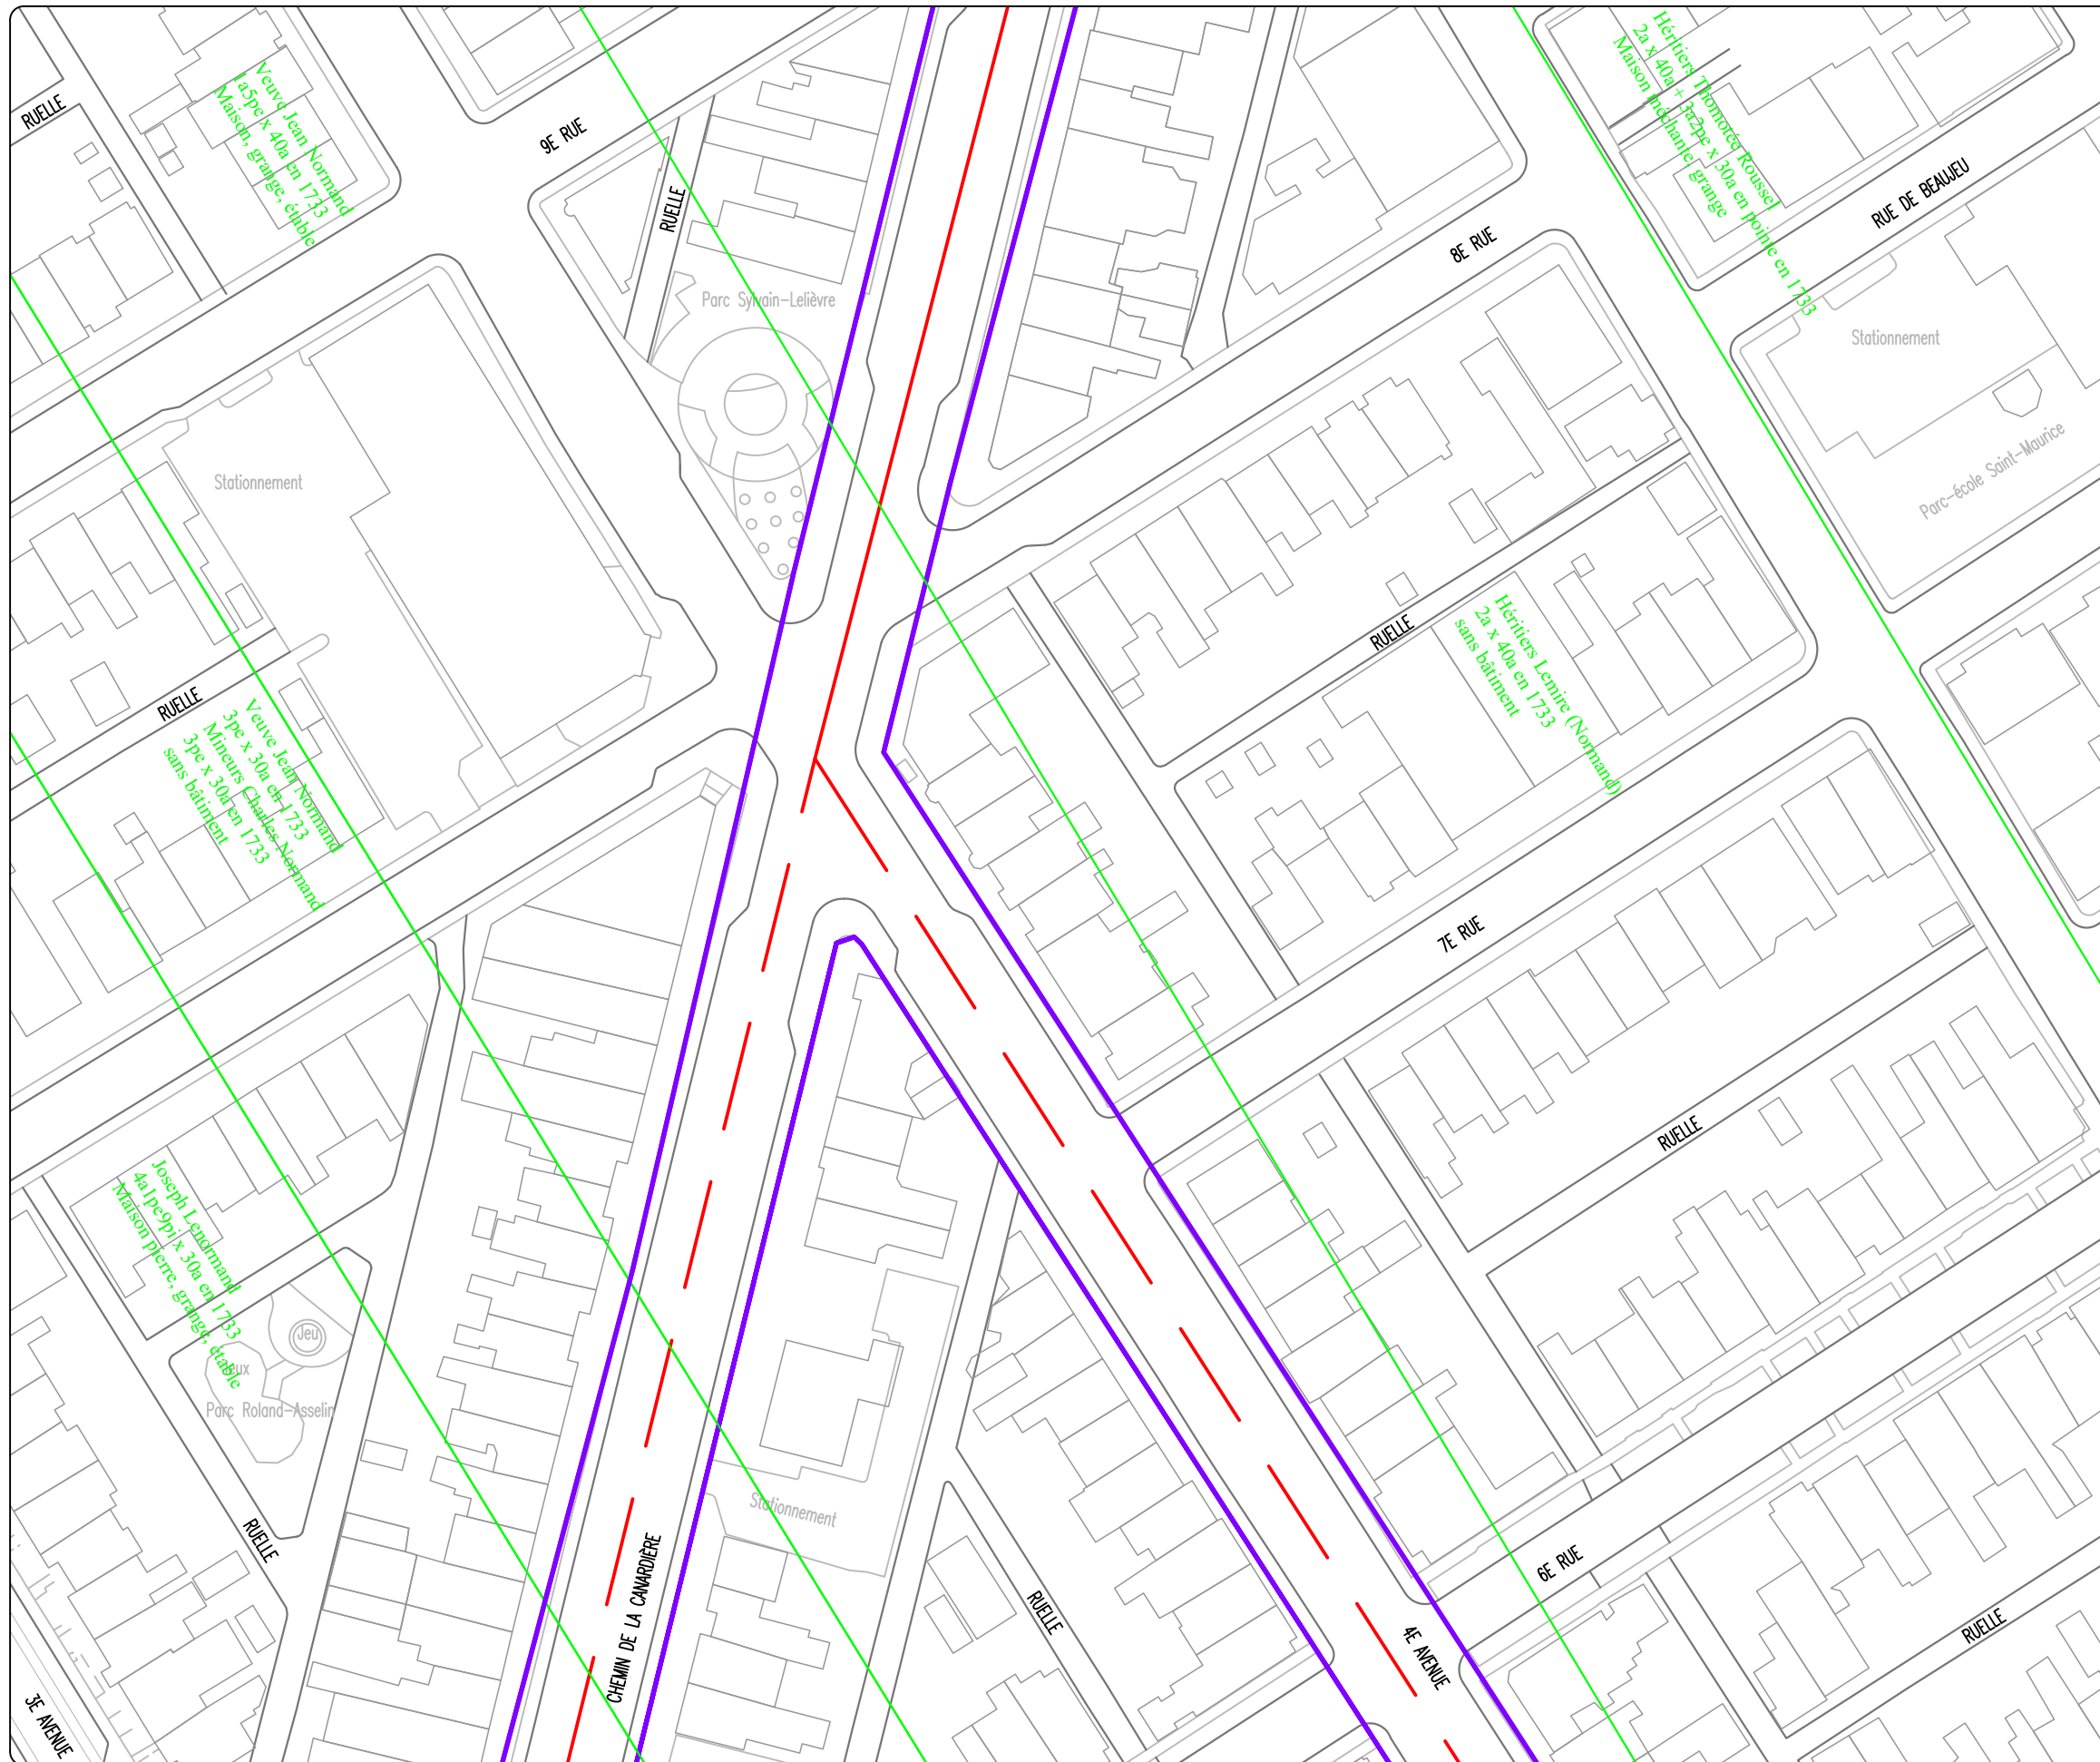 RUELLE
Veuve Jean Normand
1a5pe x 40a en 1733
Maison, grange, étable
9E RUE
RUELLE
Parc Sylvain-Lelièvre
Héritiers Thomotée Roussel
2a x 40a + 3a2pe x 30a en pointe en 1733
Maison méchante grange
RUE DE BEAUJEU
8E RUE
Stationnement
Parc-école Saint-Maurice
Stationnement
RUELLE
Héritiers Lemire (Normand)
2a x 40a en 1733
sans bâtiment
RUELLE
Veuve Jean Normand
3pe x 30a en 1733
Mineurs Charles Normand
3pe x 30a en 1733
sans bâtiment
7E RUE
RUELLE
Joseph Lenormand
4a1pe9pi x 30a en 1733
Maison pierre, grange, étable
Jeu
Jeux
Parc Roland-Asselin
RUELLE
Stationnement
CHEMIN DE LA CANARDIÈRE
RUELLE
6E RUE
4E AVENUE
RUELLE
3E AVENUE